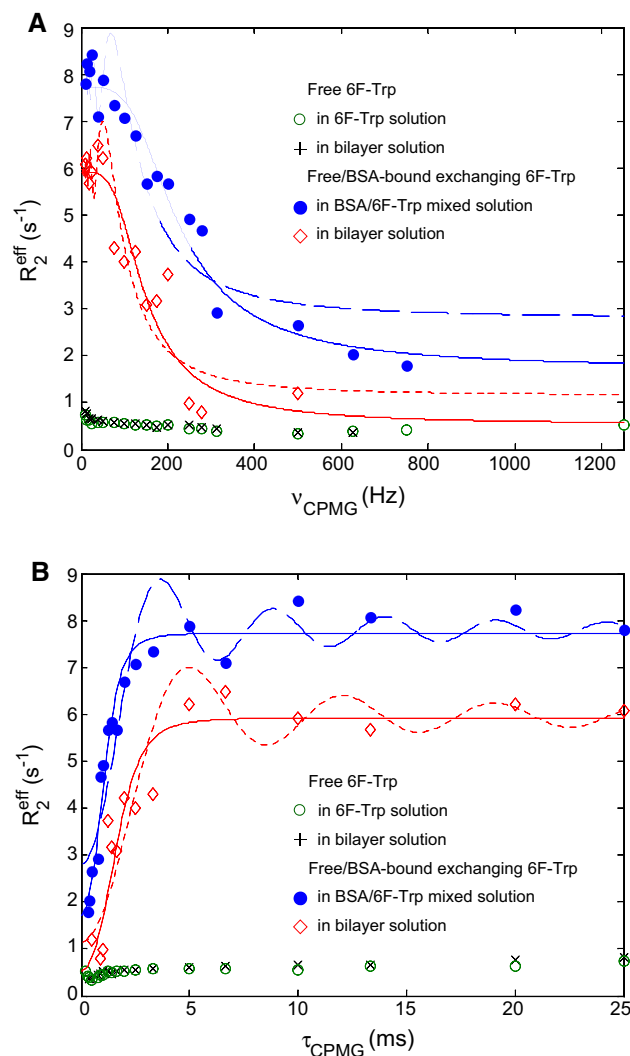 A
9
8
7
6
5
4
3
2
1
0
R₂ᵉᶠᶠ (s⁻¹)
Free 6F-Trp
in 6F-Trp solution
in bilayer solution
Free/BSA-bound exchanging 6F-Trp
in BSA/6F-Trp mixed solution
in bilayer solution
0 200 400 600 800 1000 1200
ν_CPMG (Hz)
B
9
8
7
6
5
4
3
2
1
0
R₂ᵉᶠᶠ (s⁻¹)
Free 6F-Trp
in 6F-Trp solution
in bilayer solution
Free/BSA-bound exchanging 6F-Trp
in BSA/6F-Trp mixed solution
in bilayer solution
0 5 10 15 20 25
τ_CPMG (ms)